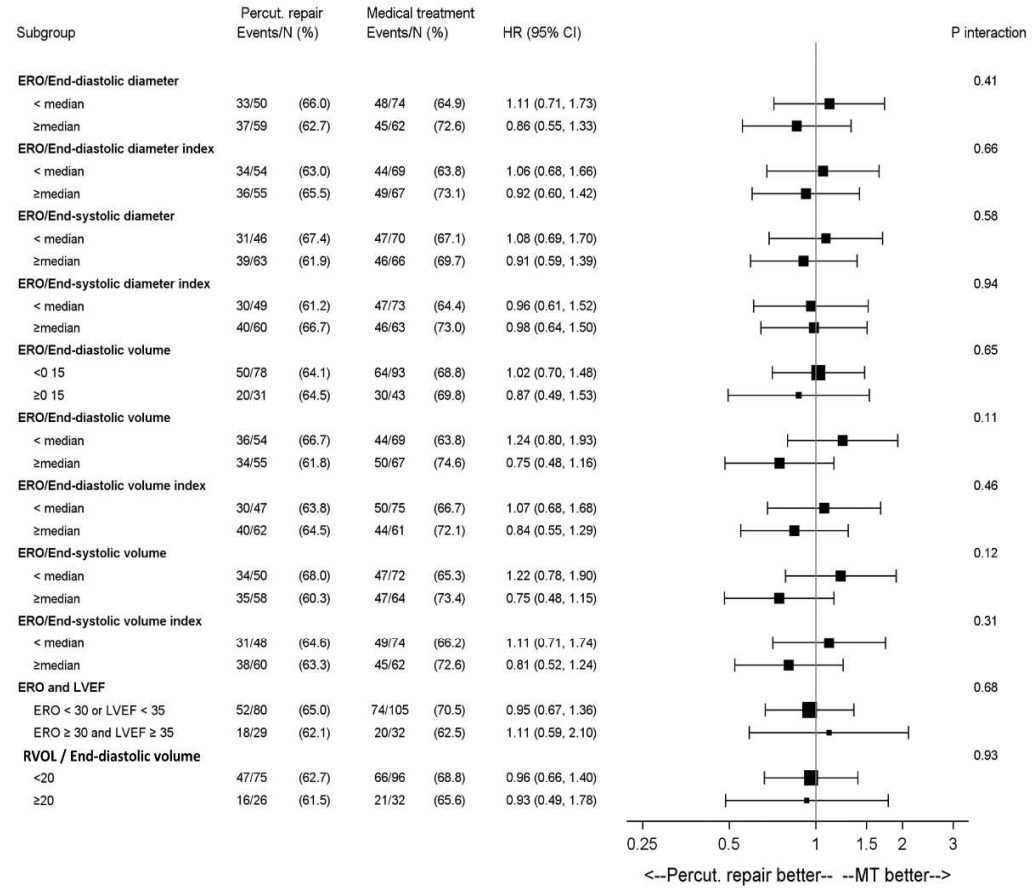 Percut. repair Medical treatment
Subgroup Events/N (%) Events/N (%) HR (95% CI) P interaction
ERO/End-diastolic diameter 0.41
< median 33/50 (66.0) 48/74 (64.9) 1.11 (0.71, 1.73)
≥median 37/59 (62.7) 45/62 (72.6) 0.86 (0.55, 1.33)
ERO/End-diastolic diameter index 0.66
< median 34/54 (63.0) 44/69 (63.8) 1.06 (0.68, 1.66)
≥median 36/55 (65.5) 49/67 (73.1) 0.92 (0.60, 1.42)
ERO/End-systolic diameter 0.58
< median 31/46 (67.4) 47/70 (67.1) 1.08 (0.69, 1.70)
≥median 39/63 (61.9) 46/66 (69.7) 0.91 (0.59, 1.39)
ERO/End-systolic diameter index 0.94
< median 30/49 (61.2) 47/73 (64.4) 0.96 (0.61, 1.52)
≥median 40/60 (66.7) 46/63 (73.0) 0.98 (0.64, 1.50)
ERO/End-diastolic volume 0.65
<0 15 50/78 (64.1) 64/93 (68.8) 1.02 (0.70, 1.48)
≥0 15 20/31 (64.5) 30/43 (69.8) 0.87 (0.49, 1.53)
ERO/End-diastolic volume 0.11
< median 36/54 (66.7) 44/69 (63.8) 1.24 (0.80, 1.93)
≥median 34/55 (61.8) 50/67 (74.6) 0.75 (0.48, 1.16)
ERO/End-diastolic volume index 0.46
< median 30/47 (63.8) 50/75 (66.7) 1.07 (0.68, 1.68)
≥median 40/62 (64.5) 44/61 (72.1) 0.84 (0.55, 1.29)
ERO/End-systolic volume 0.12
< median 34/50 (68.0) 47/72 (65.3) 1.22 (0.78, 1.90)
≥median 35/58 (60.3) 47/64 (73.4) 0.75 (0.48, 1.15)
ERO/End-systolic volume index 0.31
< median 31/48 (64.6) 49/74 (66.2) 1.11 (0.71, 1.74)
≥median 38/60 (63.3) 45/62 (72.6) 0.81 (0.52, 1.24)
ERO and LVEF 0.68
ERO < 30 or LVEF < 35 52/80 (65.0) 74/105 (70.5) 0.95 (0.67, 1.36)
ERO ≥ 30 and LVEF ≥ 35 18/29 (62.1) 20/32 (62.5) 1.11 (0.59, 2.10)
RVOL / End-diastolic volume 0.93
<20 47/75 (62.7) 66/96 (68.8) 0.96 (0.66, 1.40)
≥20 16/26 (61.5) 21/32 (65.6) 0.93 (0.49, 1.78)
0.25 0.5 1 1.5 2 3
<--Percut. repair better-- --MT better-->